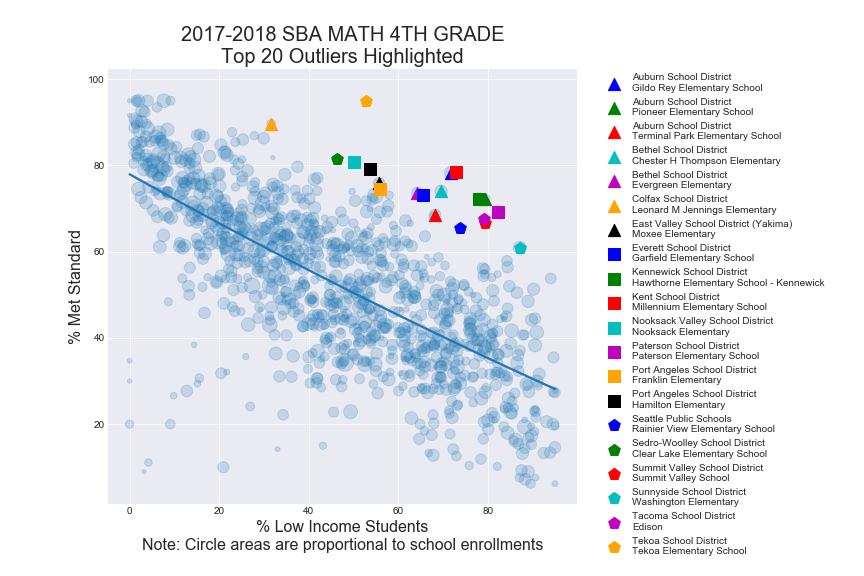 2017-2018 SBA MATH 4TH GRADE
Top 20 Outliers Highlighted
% Met Standard
100
80
60
40
20
0
20
40
60
80
% Low Income Students
Note: Circle areas are proportional to school enrollments
Auburn School District
Gildo Rey Elementary School
Auburn School District
Pioneer Elementary School
Auburn School District
Terminal Park Elementary School
Bethel School District
Chester H Thompson Elementary
Bethel School District
Evergreen Elementary
Colfax School District
Leonard M Jennings Elementary
East Valley School District (Yakima)
Moxee Elementary
Everett School District
Garfield Elementary School
Kennewick School District
Hawthorne Elementary School - Kennewick
Kent School District
Millennium Elementary School
Nooksack Valley School District
Nooksack Elementary
Paterson School District
Paterson Elementary School
Port Angeles School District
Franklin Elementary
Port Angeles School District
Hamilton Elementary
Seattle Public Schools
Rainier View Elementary School
Sedro-Woolley School District
Clear Lake Elementary School
Summit Valley School District
Summit Valley School
Sunnyside School District
Washington Elementary
Tacoma School District
Edison
Tekoa School District
Tekoa Elementary School